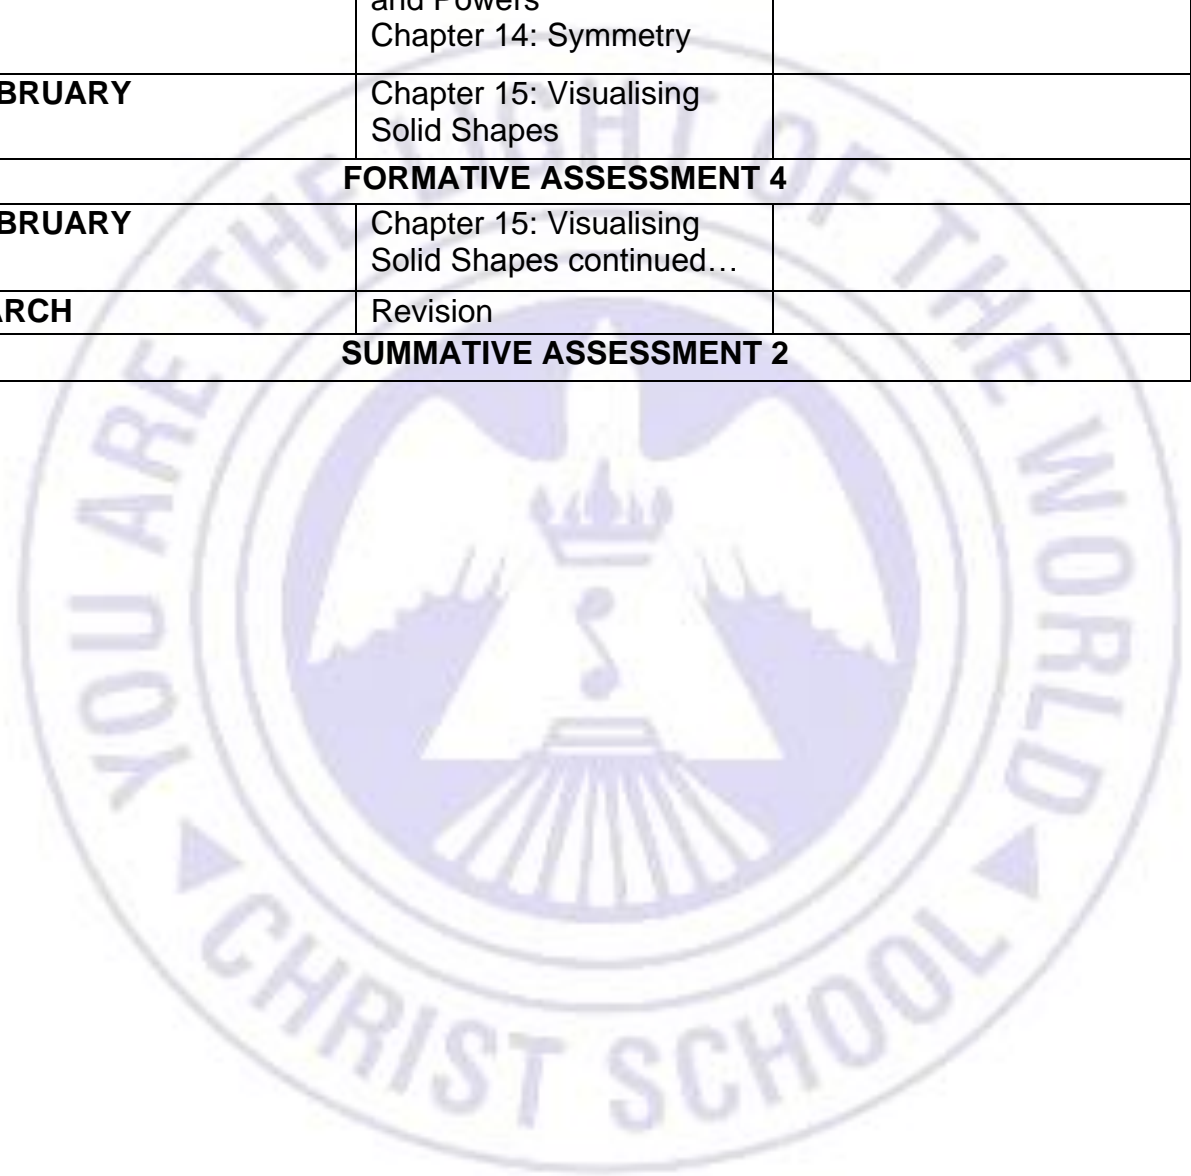 and Powers
Chapter 14: Symmetry
BRUARY
Chapter 15: Visualising
Solid Shapes
FORMATIVE ASSESSMENT 4
BRUARY
Chapter 15: Visualising
Solid Shapes continued…
ARCH
Revision
SUMMATIVE ASSESSMENT 2
YOU ARE THE LIGHT OF THE WORLD
CHRIST SCHOOL